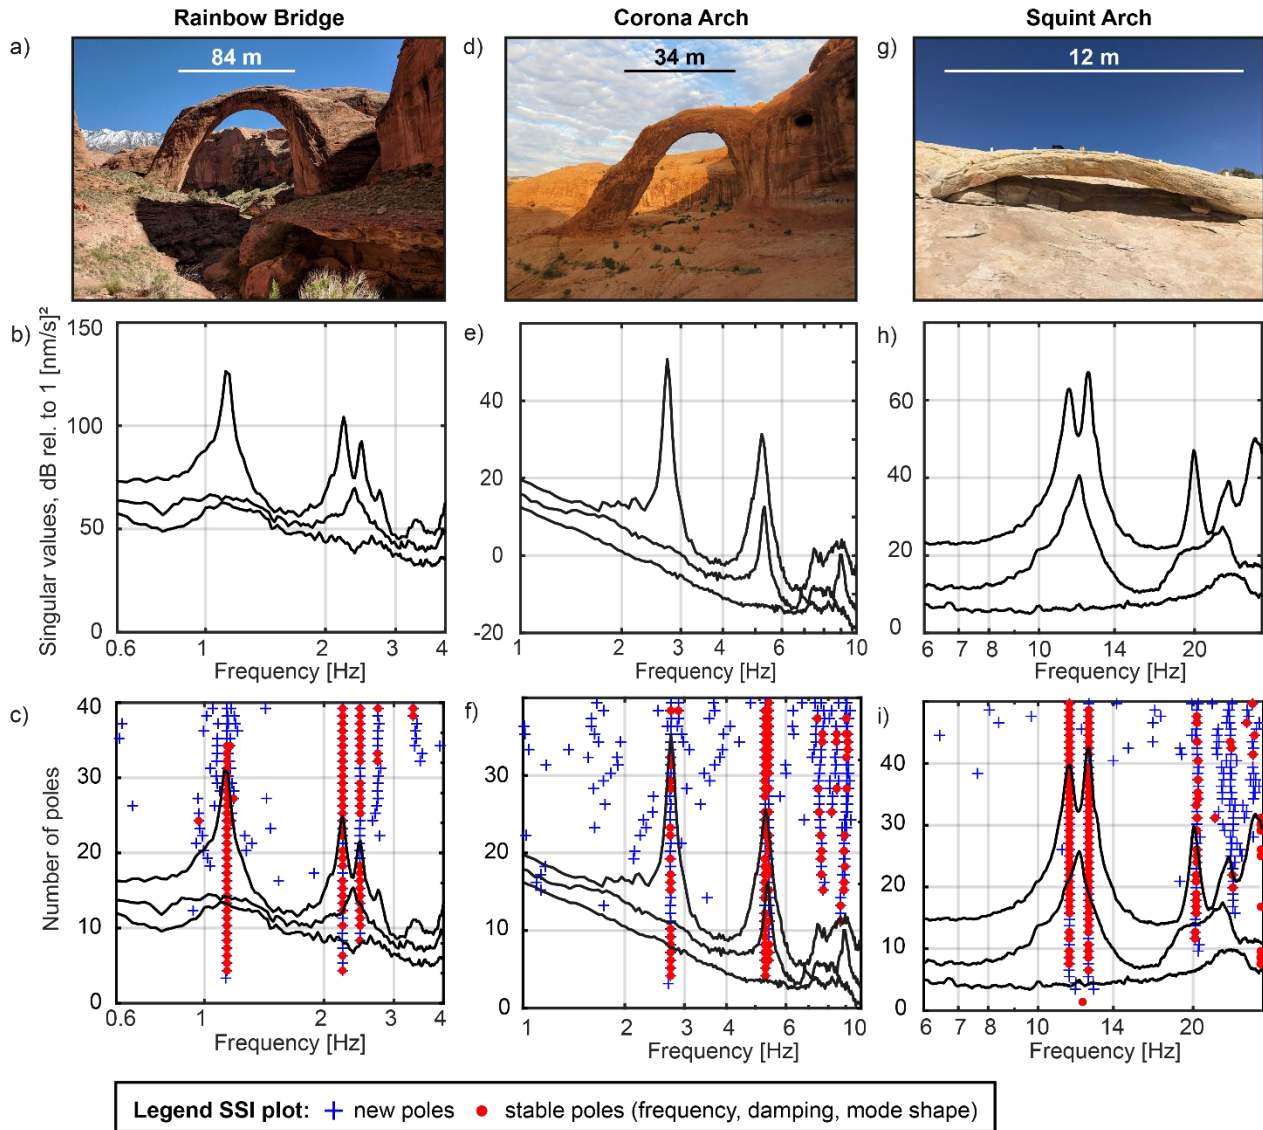 Rainbow Bridge
Corona Arch
Squint Arch
a)
84 m
d)
34 m
g)
12 m
b)
Singular values, dB rel. to 1 [nm/s]²
150
100
50
0
0.6 1 2 3 4
Frequency [Hz]
e)
40
20
0
-20
1 2 3 4 6 10
Frequency [Hz]
h)
60
40
20
0
6 7 8 10 14 20
Frequency [Hz]
c)
Number of poles
40
30
20
10
0
0.6 1 2 3 4
Frequency [Hz]
f)
30
20
10
0
1 2 3 4 6 10
Frequency [Hz]
i)
50
40
30
20
10
0
6 7 8 10 14 20
Frequency [Hz]
Legend SSI plot: + new poles ● stable poles (frequency, damping, mode shape)